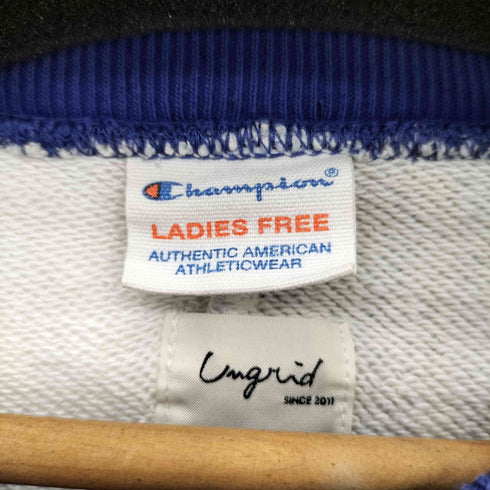 Champion®
LADIES FREE
AUTHENTIC AMERICAN
ATHLETICWEAR
Ungrid
SINCE 2011